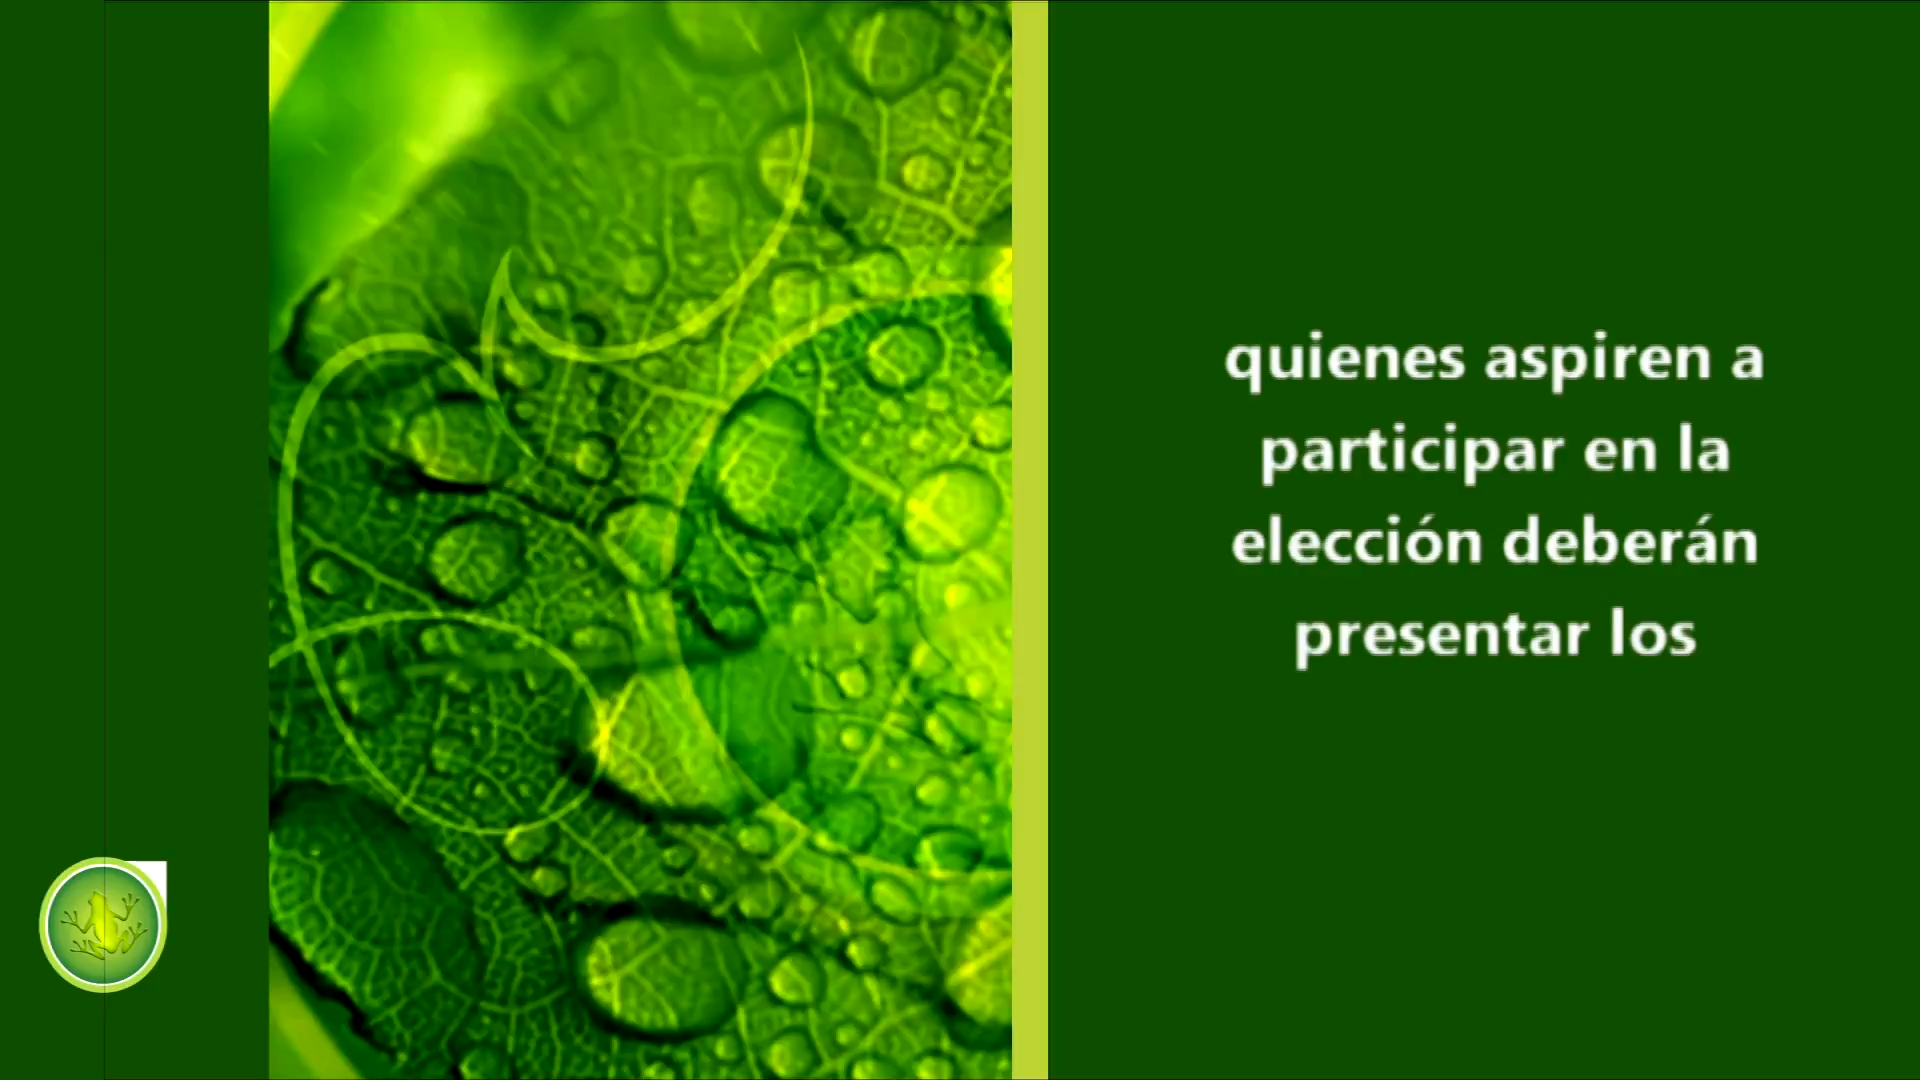 quienes aspiren a
participar en la
elección deberán
presentar los